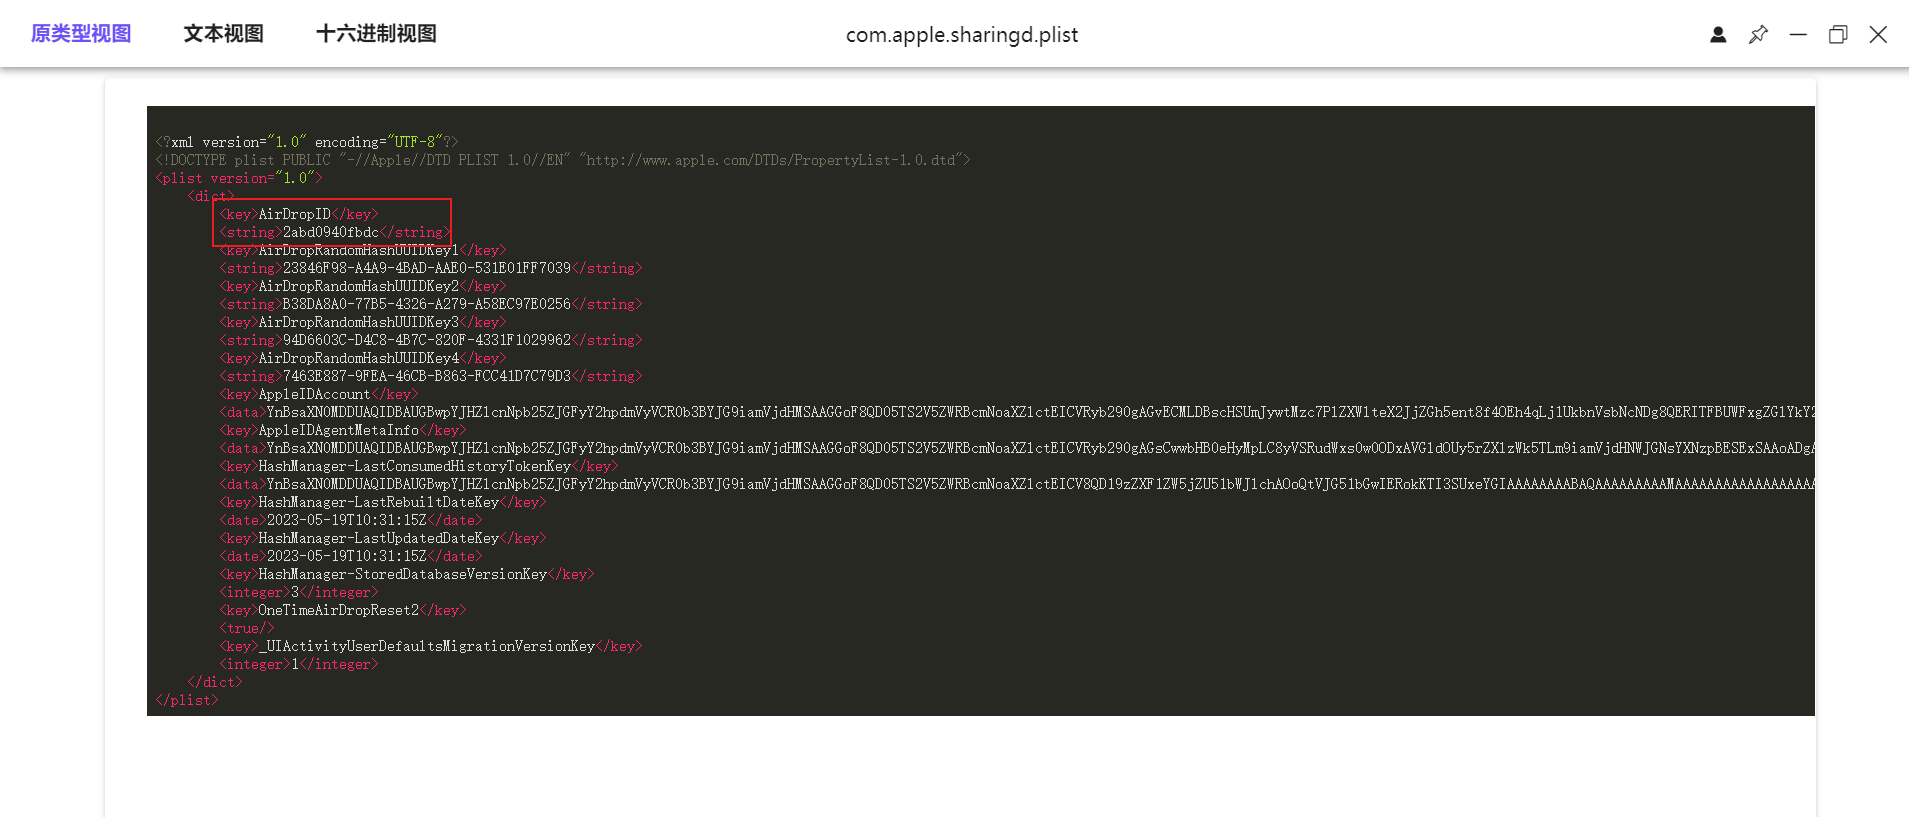 原类型视图 文本视图 十六进制视图 com.apple.sharingd.plist
<?xml version="1.0" encoding="UTF-8"?>
<!DOCTYPE plist PUBLIC "-//Apple//DTD PLIST 1.0//EN" "http://www.apple.com/DTDs/PropertyList-1.0.dtd">
<plist version="1.0">
<dict>
<key>AirDropID</key>
<string>2abd0940fbdc</string>
<key>AirDropRandomHashUUIDKey1</key>
<string>23846F98-A4A9-4BAD-AAE0-531E01FF7039</string>
<key>AirDropRandomHashUUIDKey2</key>
<string>B38DA8A0-77B5-4326-A279-A58EC97E0256</string>
<key>AirDropRandomHashUUIDKey3</key>
<string>94D6603C-D4C8-4B7C-820F-4331F1029962</string>
<key>AirDropRandomHashUUIDKey4</key>
<string>7463E887-9FEA-46CB-B863-FCC41D7C79D3</string>
<key>AppleIDAccount</key>
<data>
<key>AppleIDAgentMetaInfo</key>
<data>
<key>HashManager-LastConsumedHistoryTokenKey</key>
<data>
<key>HashManager-LastRebuiltDateKey</key>
<date>2023-05-19T10:31:15Z</date>
<key>HashManager-LastUpdatedDateKey</key>
<date>2023-05-19T10:31:15Z</date>
<key>HashManager-StoredDatabaseVersionKey</key>
<integer>3</integer>
<key>OneTimeAirDropReset2</key>
<true/>
<key>_UIActivityUserDefaultsMigrationVersionKey</key>
<integer>1</integer>
</dict>
</plist>